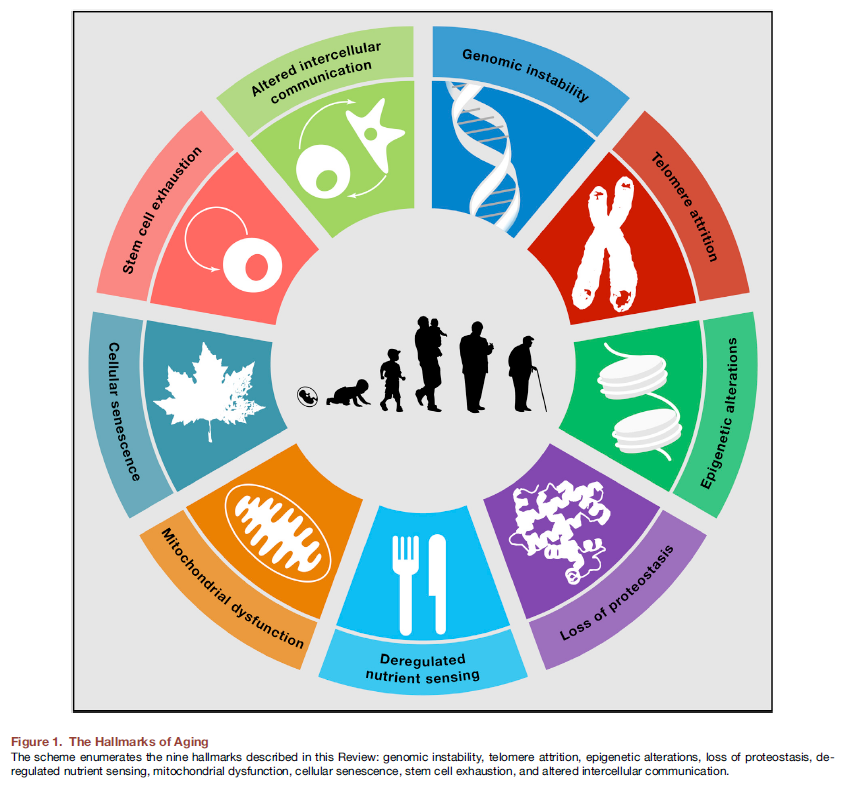 Altered intercellular
communication
Genomic instability
Telomere attrition
Epigenetic alterations
Loss of proteostasis
Deregulated
nutrient sensing
Mitochondrial dysfunction
Cellular senescence
Stem cell exhaustion
Figure 1. The Hallmarks of Aging
The scheme enumerates the nine hallmarks described in this Review: genomic instability, telomere attrition, epigenetic alterations, loss of proteostasis, de-
regulated nutrient sensing, mitochondrial dysfunction, cellular senescence, stem cell exhaustion, and altered intercellular communication.